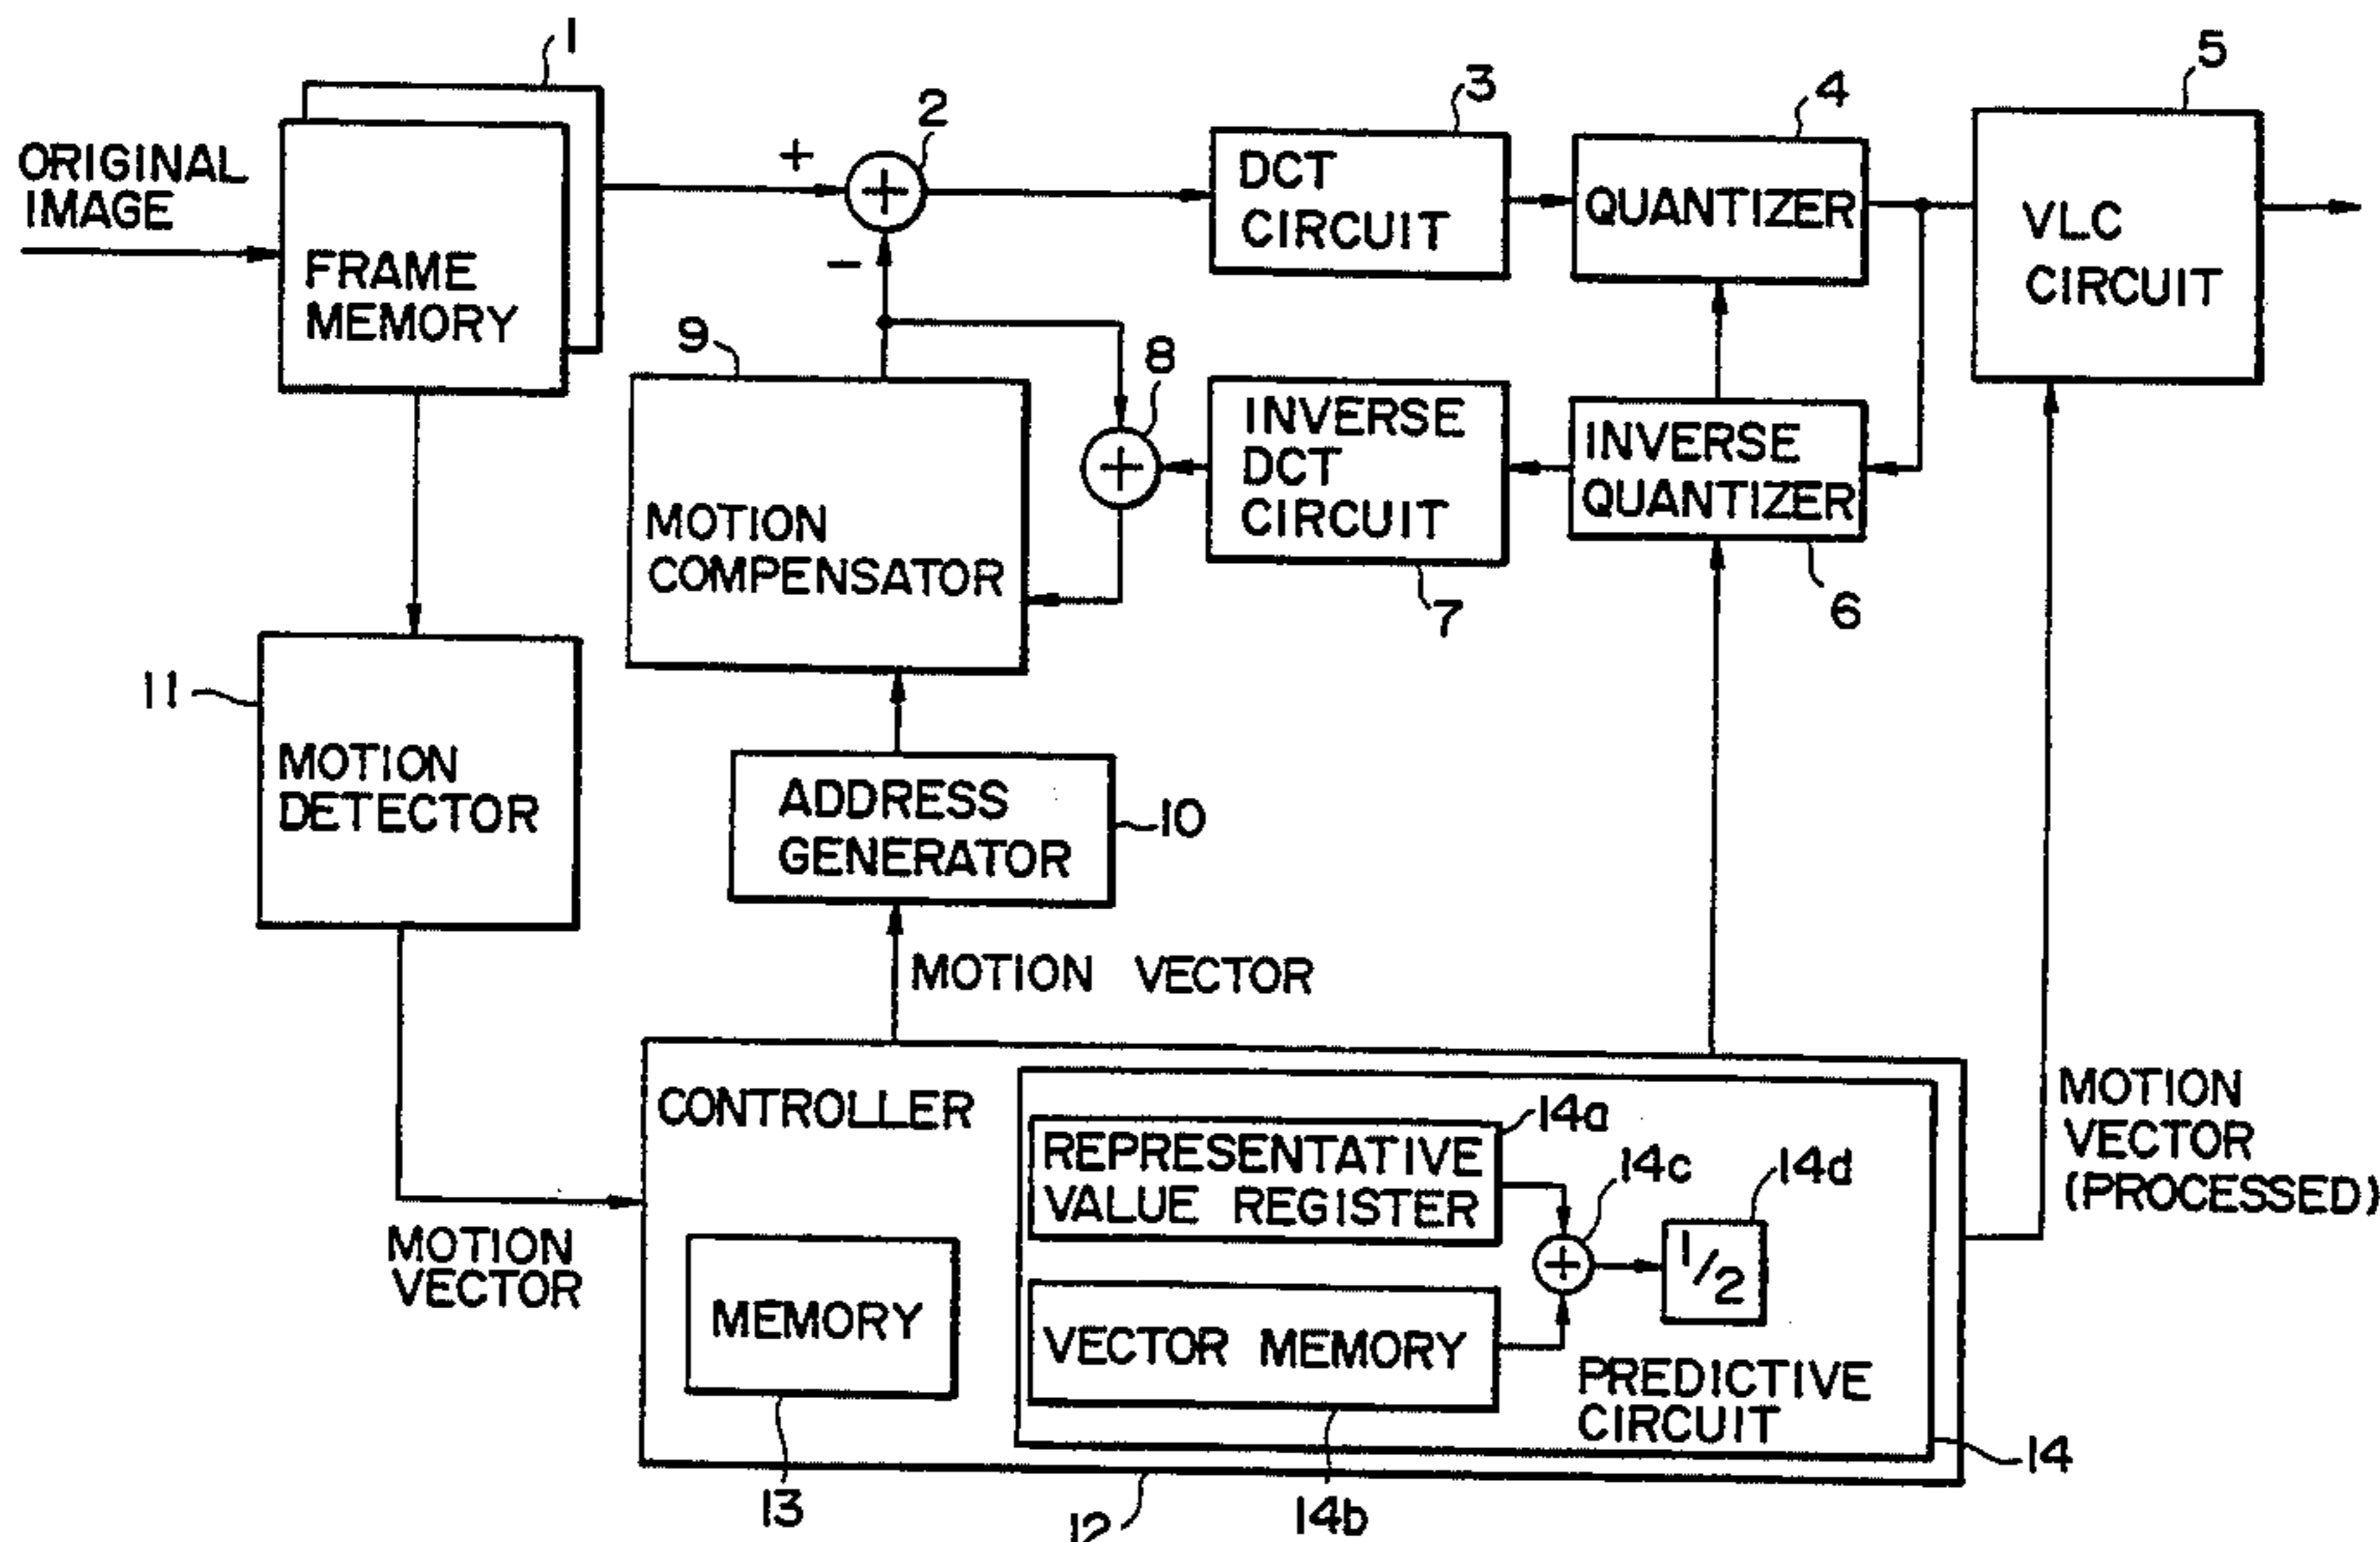 1
ORIGINAL
IMAGE
FRAME
MEMORY
+
2
+
-
3
DCT
CIRCUIT
4
QUANTIZER
5
VLC
CIRCUIT
9
MOTION
COMPENSATOR
8
+
INVERSE
DCT
CIRCUIT
7
INVERSE
QUANTIZER
6
11
MOTION
DETECTOR
ADDRESS
GENERATOR
10
MOTION VECTOR
MOTION
VECTOR
CONTROLLER
MEMORY
13
REPRESENTATIVE
VALUE REGISTER
14a
14c
+
14d
1/2
VECTOR MEMORY
14b
PREDICTIVE
CIRCUIT
14
12
MOTION
VECTOR
(PROCESSED)